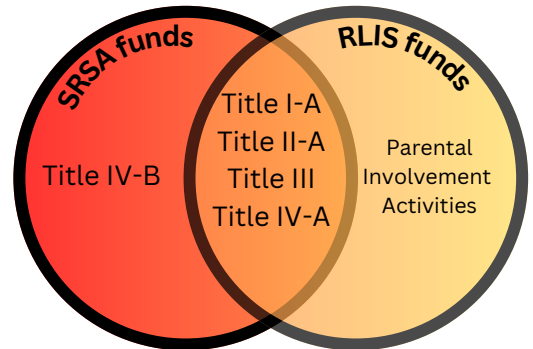 SRSA funds
RLIS funds
Title IV-B
Title I-A
Title II-A
Title III
Title IV-A
Parental
Involvement
Activities